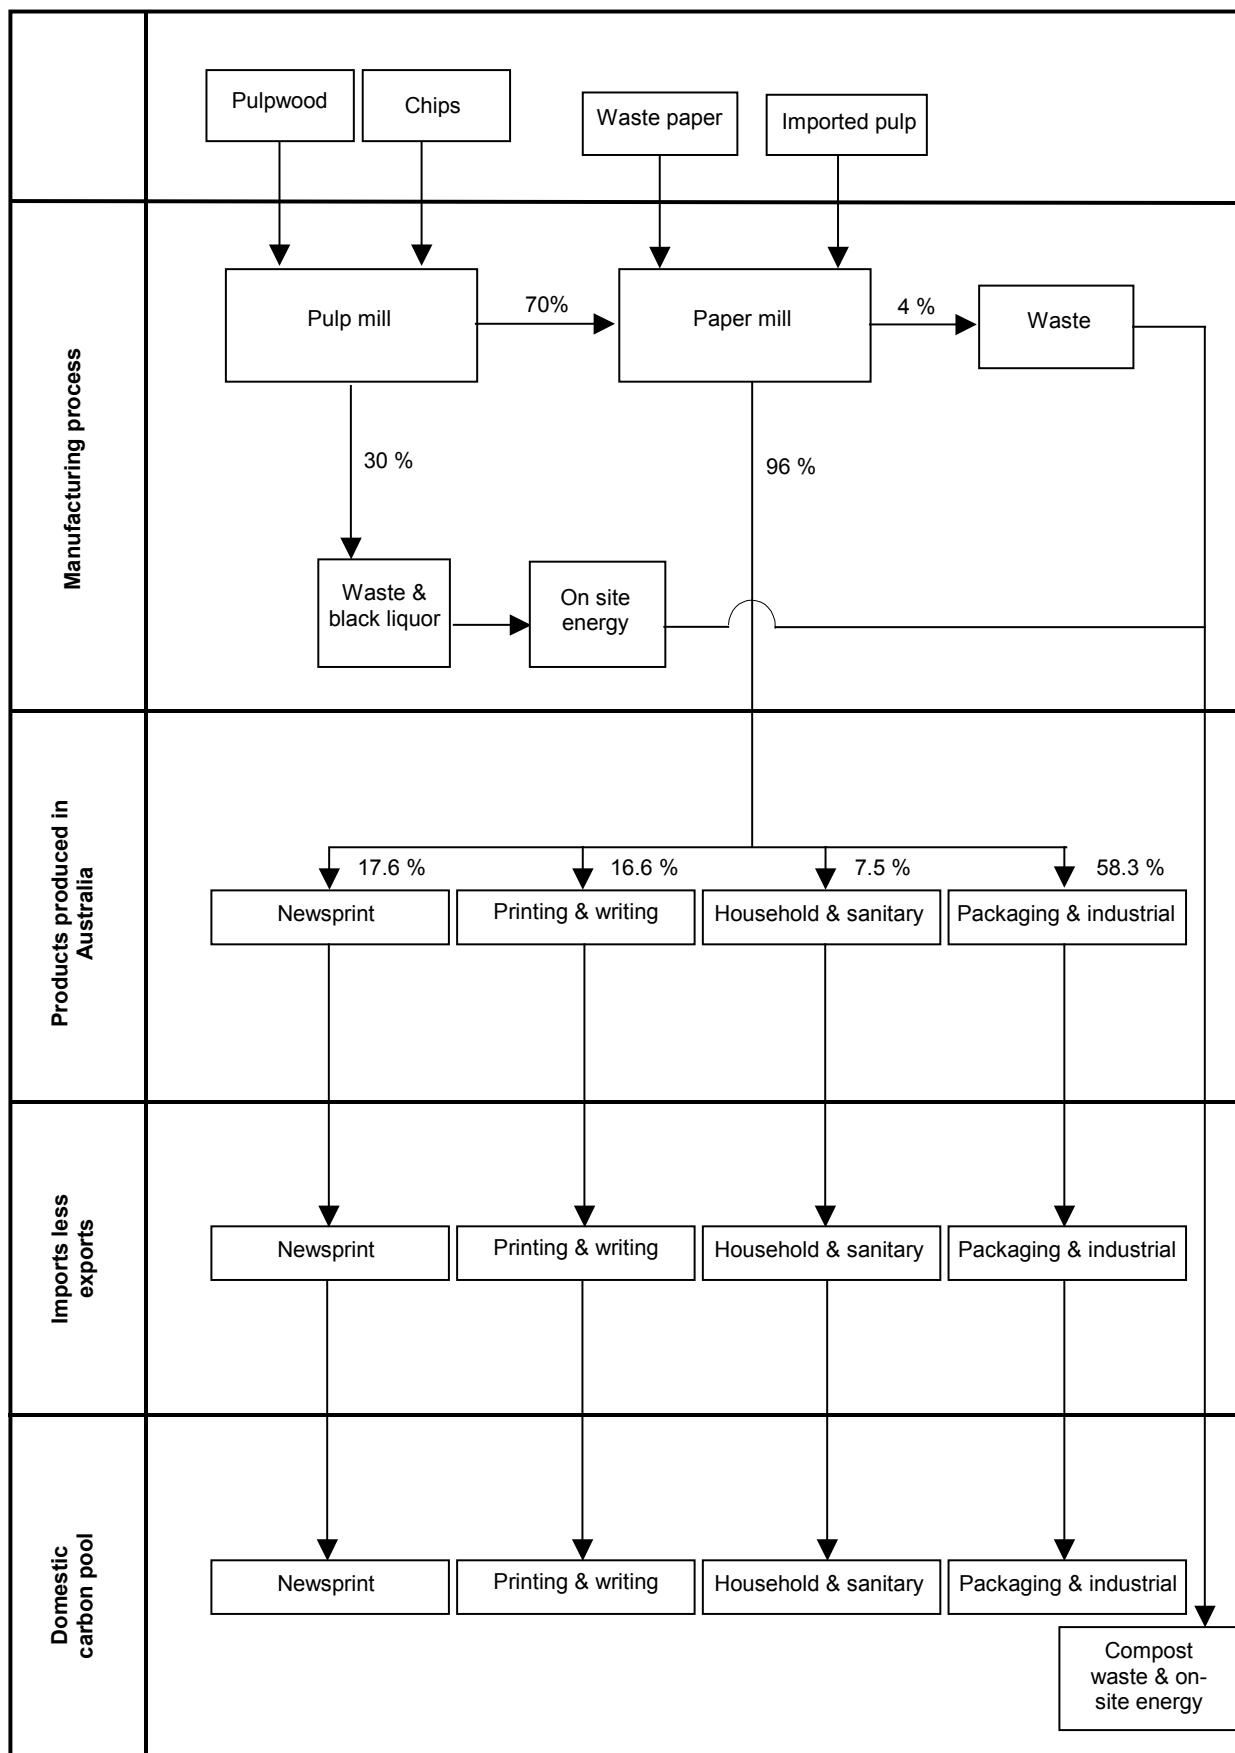 Pulpwood
Chips
Waste paper
Imported pulp
Manufacturing process
Pulp mill
70%
Paper mill
4 %
Waste
30 %
96 %
Waste &
black liquor
On site
energy
Products produced in
Australia
17.6 %
16.6 %
7.5 %
58.3 %
Newsprint
Printing & writing
Household & sanitary
Packaging & industrial
Imports less
exports
Newsprint
Printing & writing
Household & sanitary
Packaging & industrial
Domestic
carbon pool
Newsprint
Printing & writing
Household & sanitary
Packaging & industrial
Compost
waste & on-
site energy